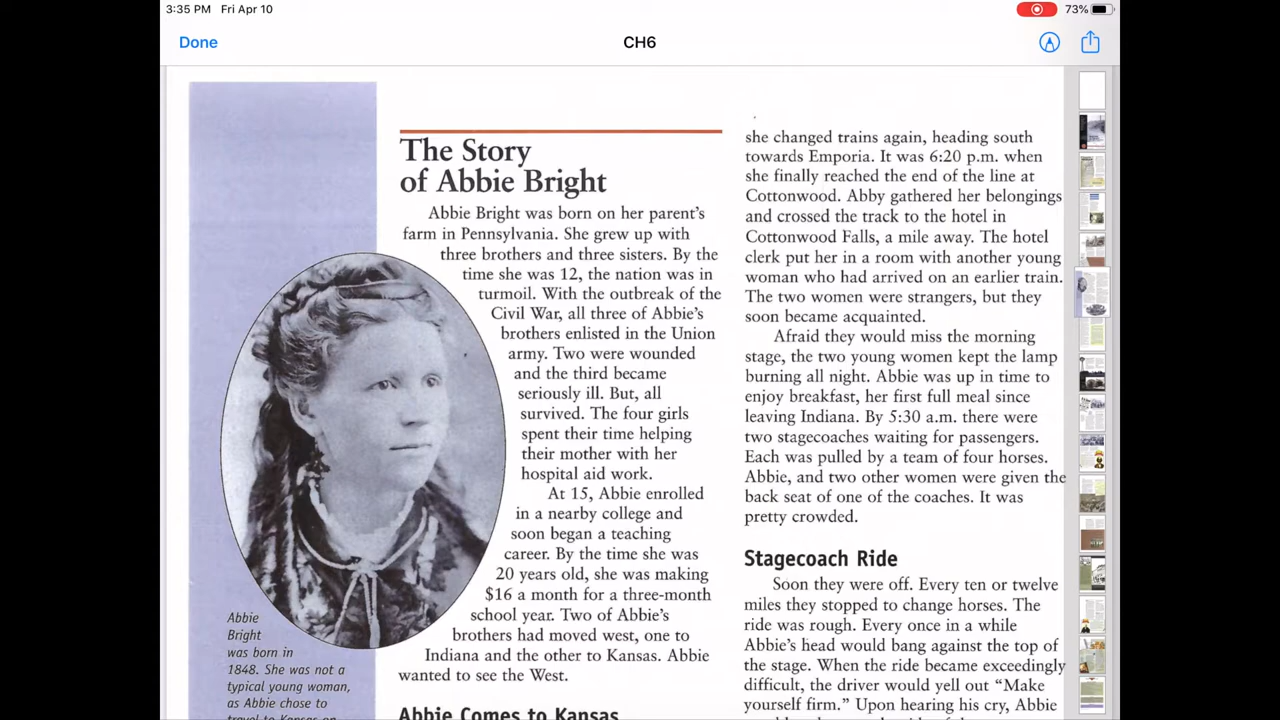 3:35 PM Fri Apr 10
73%
Done
CH6
The Story
of Abbie Bright
Abbie Bright was born on her parent's
farm in Pennsylvania. She grew up with
three brothers and three sisters. By the
time she was 12, the nation was in
turmoil. With the outbreak of the
Civil War, all three of Abbie's
brothers enlisted in the Union
army. Two were wounded
and the third became
seriously ill. But, all
survived. The four girls
spent their time helping
their mother with her
hospital aid work.
At 15, Abbie enrolled
in a nearby college and
soon began a teaching
career. By the time she was
20 years old, she was making
$16 a month for a three-month
school year. Two of Abbie's
brothers had moved west, one to
Indiana and the other to Kansas. Abbie
wanted to see the West.
Abbie Comes to Kansas
Abbie
Bright
was born in
1848. She was not a
typical young woman,
as Abbie chose to
travel to Kansas on
she changed trains again, heading south
towards Emporia. It was 6:20 p.m. when
she finally reached the end of the line at
Cottonwood. Abby gathered her belongings
and crossed the track to the hotel in
Cottonwood Falls, a mile away. The hotel
clerk put her in a room with another young
woman who had arrived on an earlier train.
The two women were strangers, but they
soon became acquainted.
Afraid they would miss the morning
stage, the two young women kept the lamp
burning all night. Abbie was up in time to
enjoy breakfast, her first full meal since
leaving Indiana. By 5:30 a.m. there were
two stagecoaches waiting for passengers.
Each was pulled by a team of four horses.
Abbie, and two other women were given the
back seat of one of the coaches. It was
pretty crowded.
Stagecoach Ride
Soon they were off. Every ten or twelve
miles they stopped to change horses. The
ride was rough. Every once in a while
Abbie's head would bang against the top of
the stage. When the ride became exceedingly
difficult, the driver would yell out "Make
yourself firm." Upon hearing his cry, Abbie